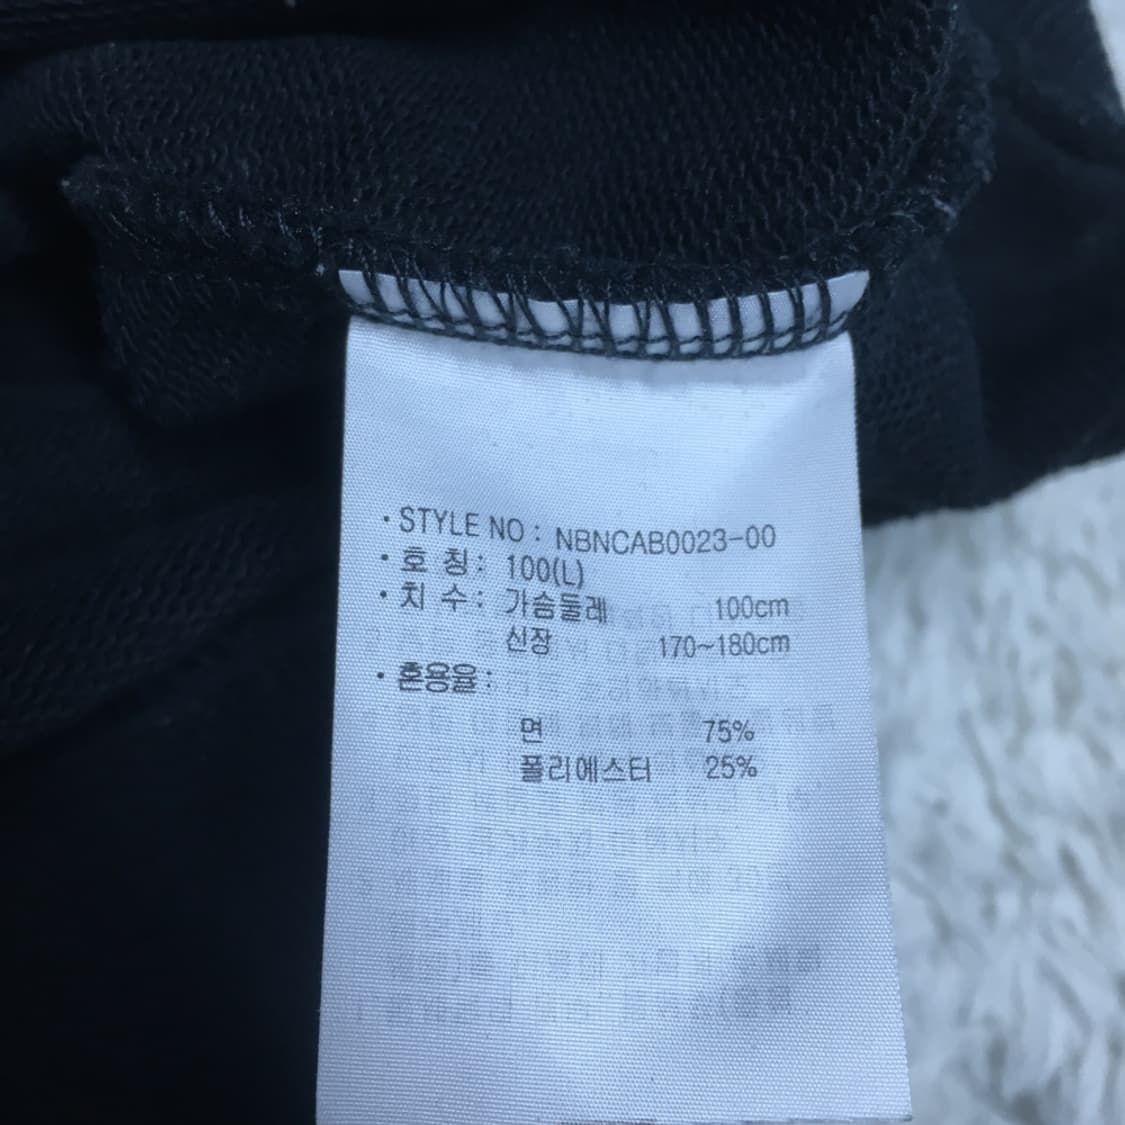 · STYLE NO : NBNCAB0023-00
· 호 칭 : 100(L)
· 치 수 : 가슴둘레 100cm
신장 170~180cm
· 혼용율 :
면 75%
폴리에스터 25%